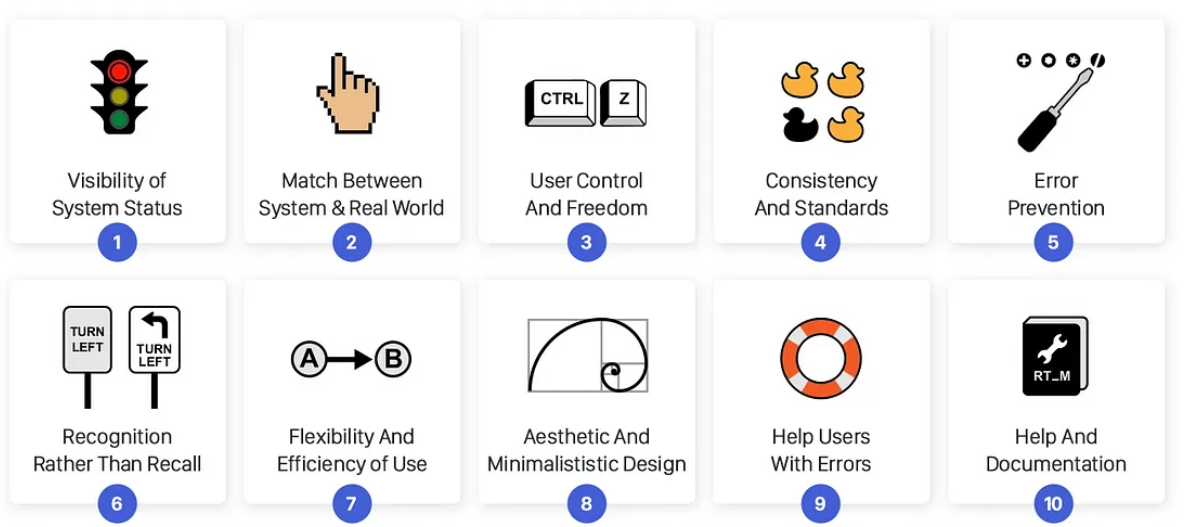 CTRL
Z
Visibility of
System Status
1
Match Between
System & Real World
2
User Control
And Freedom
3
Consistency
And Standards
4
Error
Prevention
5
TURN
LEFT
TURN
LEFT
Recognition
Rather Than Recall
6
A
B
Flexibility And
Efficiency of Use
7
Aesthetic And
Minimalististic Design
8
Help Users
With Errors
9
RT_M
Help And
Documentation
10